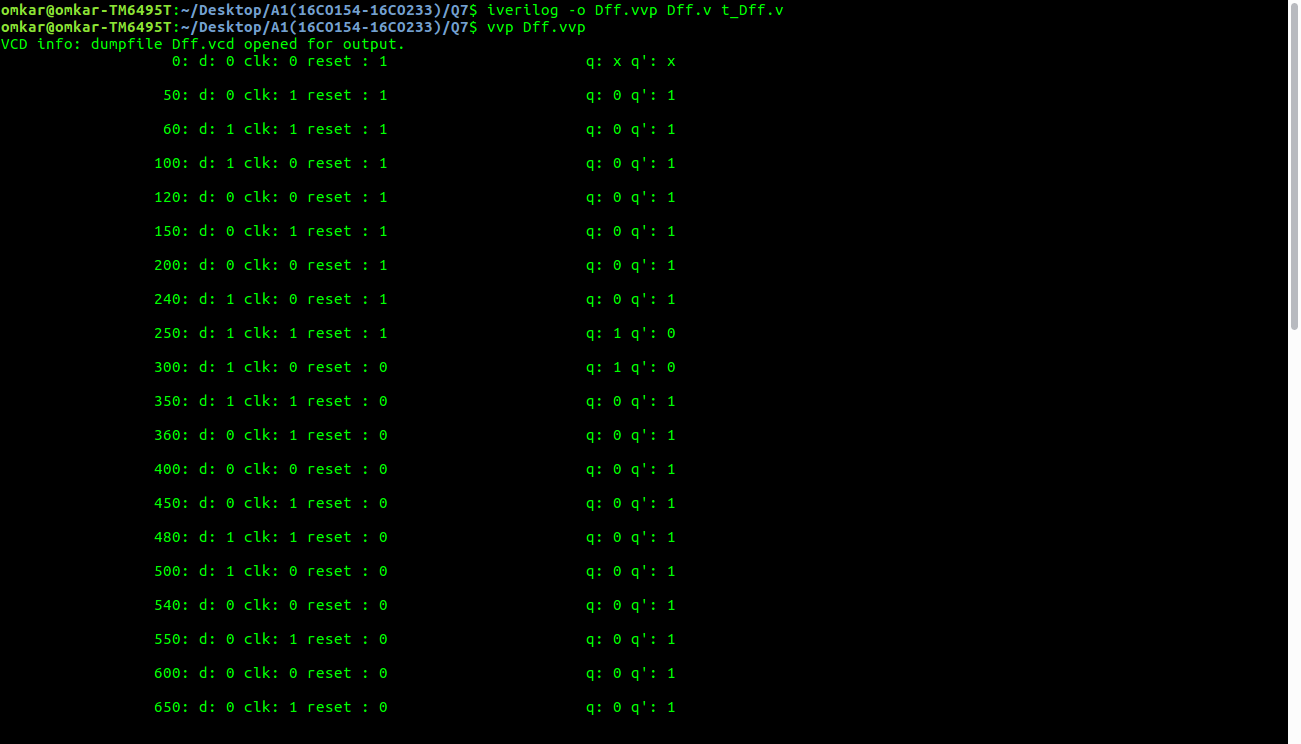 omkar@omkar-TM6495T:~/Desktop/A1(16CO154-16CO233)/Q7$ iverilog -o Dff.vvp Dff.v t_Dff.v
omkar@omkar-TM6495T:~/Desktop/A1(16CO154-16CO233)/Q7$ vvp Dff.vvp
VCD info: dumpfile Dff.vcd opened for output.
0: d: 0 clk: 0 reset : 1 q: x q': x
50: d: 0 clk: 1 reset : 1 q: 0 q': 1
60: d: 1 clk: 1 reset : 1 q: 0 q': 1
100: d: 1 clk: 0 reset : 1 q: 0 q': 1
120: d: 0 clk: 0 reset : 1 q: 0 q': 1
150: d: 0 clk: 1 reset : 1 q: 0 q': 1
200: d: 0 clk: 0 reset : 1 q: 0 q': 1
240: d: 1 clk: 0 reset : 1 q: 0 q': 1
250: d: 1 clk: 1 reset : 1 q: 1 q': 0
300: d: 1 clk: 0 reset : 0 q: 1 q': 0
350: d: 1 clk: 1 reset : 0 q: 0 q': 1
360: d: 0 clk: 1 reset : 0 q: 0 q': 1
400: d: 0 clk: 0 reset : 0 q: 0 q': 1
450: d: 0 clk: 1 reset : 0 q: 0 q': 1
480: d: 1 clk: 1 reset : 0 q: 0 q': 1
500: d: 1 clk: 0 reset : 0 q: 0 q': 1
540: d: 0 clk: 0 reset : 0 q: 0 q': 1
550: d: 0 clk: 1 reset : 0 q: 0 q': 1
600: d: 0 clk: 0 reset : 0 q: 0 q': 1
650: d: 0 clk: 1 reset : 0 q: 0 q': 1